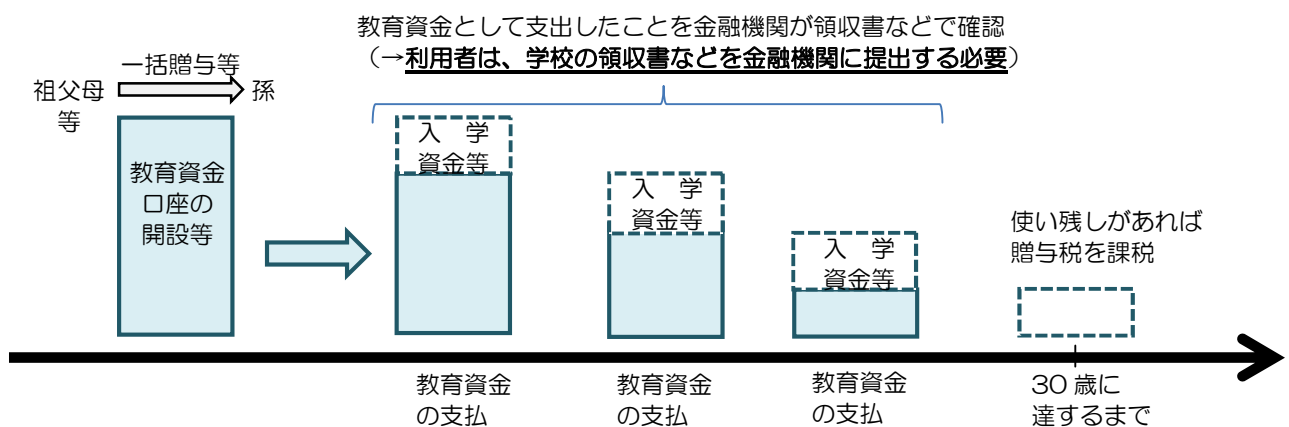 教育資金として支出したことを金融機関が領収書などで確認
（→利用者は、学校の領収書などを金融機関に提出する必要）
一括贈与等
祖父母
等
孫
教育資金
口座の
開設等
入　学
資金等
入　学
資金等
入　学
資金等
使い残しがあれば
贈与税を課税
教育資金
の支払
教育資金
の支払
教育資金
の支払
30 歳に
達するまで